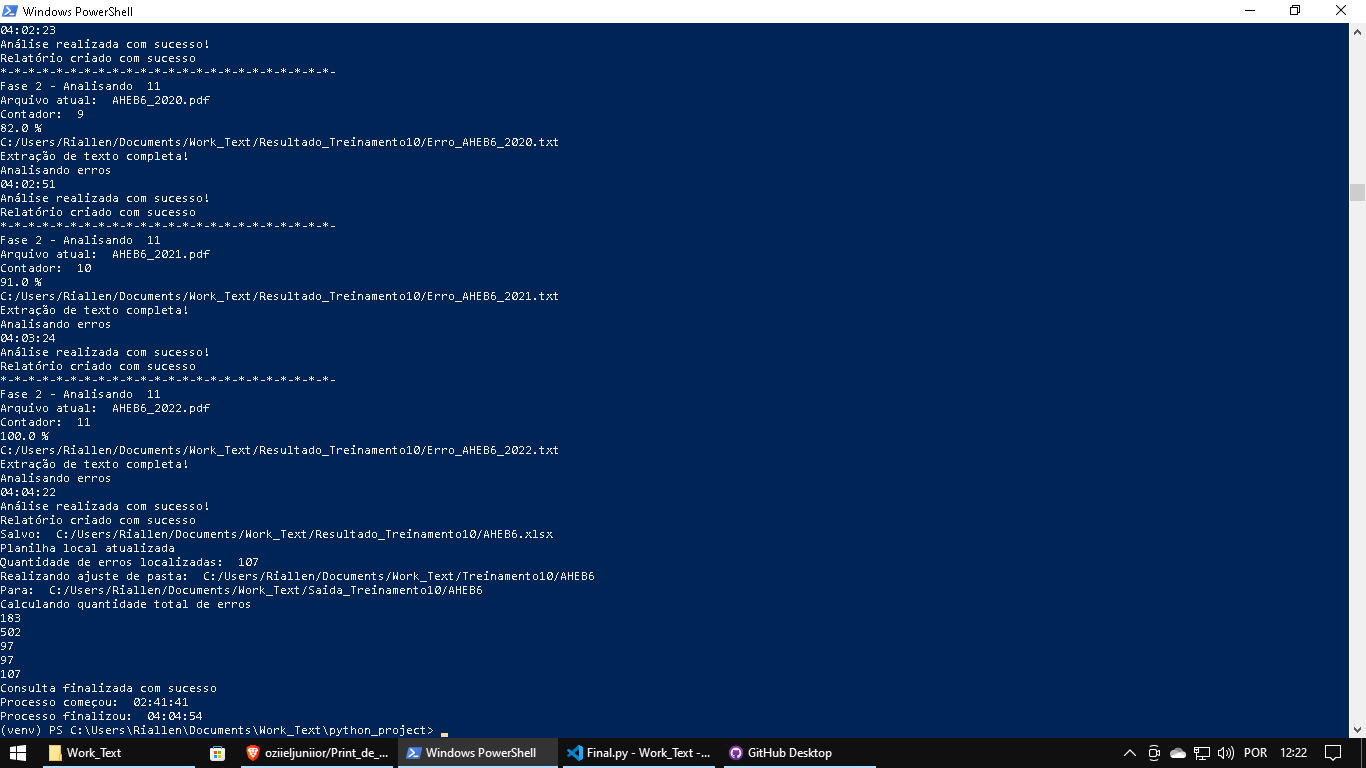 Windows PowerShell
04:02:23
Análise realizada com sucesso!
Relatório criado com sucesso
*-*-*-*-*-*-*-*-*-*-*-*-*-*-*-*-*-*-*-*-*-*-*-*-
Fase 2 - Analisando  11
Arquivo atual:  AHEB6_2020.pdf
Contador:  9
82.0 %
C:/Users/Riallen/Documents/Work_Text/Resultado_Treinamento10/Erro_AHEB6_2020.txt
Extração de texto completa!
Analisando erros
04:02:51
Análise realizada com sucesso!
Relatório criado com sucesso
*-*-*-*-*-*-*-*-*-*-*-*-*-*-*-*-*-*-*-*-*-*-*-*-
Fase 2 - Analisando  11
Arquivo atual:  AHEB6_2021.pdf
Contador:  10
91.0 %
C:/Users/Riallen/Documents/Work_Text/Resultado_Treinamento10/Erro_AHEB6_2021.txt
Extração de texto completa!
Analisando erros
04:03:24
Análise realizada com sucesso!
Relatório criado com sucesso
*-*-*-*-*-*-*-*-*-*-*-*-*-*-*-*-*-*-*-*-*-*-*-*-
Fase 2 - Analisando  11
Arquivo atual:  AHEB6_2022.pdf
Contador:  11
100.0 %
C:/Users/Riallen/Documents/Work_Text/Resultado_Treinamento10/Erro_AHEB6_2022.txt
Extração de texto completa!
Analisando erros
04:04:22
Análise realizada com sucesso!
Relatório criado com sucesso
Salvo:  C:/Users/Riallen/Documents/Work_Text/Resultado_Treinamento10/AHEB6.xlsx
Planilha local atualizada
Quantidade de erros localizadas:  107
Realizando ajuste de pasta:  C:/Users/Riallen/Documents/Work_Text/Treinamento10/AHEB6
Para:  C:/Users/Riallen/Documents/Work_Text/Saida_Treinamento10/AHEB6
Calculando quantidade total de erros
183
502
97
97
107
Consulta finalizada com sucesso
Processo começou:  02:41:41
Processo finalizou:  04:04:54
(venv) PS C:\Users\Riallen\Documents\Work_Text\python_project>
Work_Text
oziieljuniior/Print_de_...
Windows PowerShell
Final.py - Work_Text -...
GitHub Desktop
POR
12:22